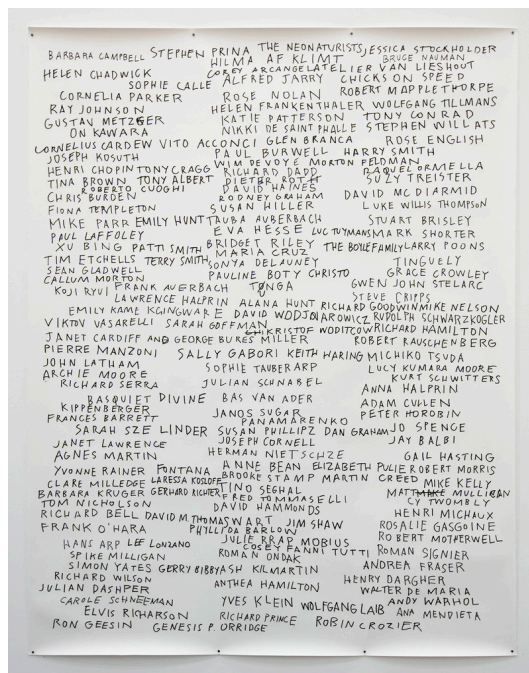 BARBARA CAMPBELL STEPHEN PRINA THE NEONATURISTS, JESSICA STOCKHOLDER
HILMA AF KLIMT BRUCE NAUMAN
HELEN CHADWICK COREY ARCANGEL ATELIER VAN LIESHOUT
SOPHIE CALLE ALFRED JARRY CHICKS ON SPEED
CORNELIA PARKER ROSE NOLAN ROBERT MAPPLETHORPE
RAY JOHNSON HELEN FRANKENTHALER WOLFGANG TILLMANS
GUSTAV METZGER KATIE PATTERSON TONY CONRAD
ON KAWARA NIKKI DE SAINT PHALLE STEPHEN WILLATS
CORNELIUS CARDEW VITO ACCONCI GLEN BRANCA ROSE ENGLISH
JOSEPH KOSUTH PAUL BURWELL HARRY SMITH
HENRI CHOPIN TONY CRAGG WIM DEVOYE MORTON FELDMAN
TINA BROWN TONY ALBERT RICHARD DADD RAQUEL ORMELLA
ROBERTO CUOGHI DIETER ROTH SUZY TREISTER
CHRIS BURDEN DAVID HAINES DAVID MCDIARMID
FIONA TEMPLETON RODNEY GRAHAM
SUSAN HILLER LUKE WILLIS THOMPSON
MIKE PARR EMILY HUNT TAUBA AUERBACH STUART BRISLEY
PAUL LAFFOLEY EVA HESSE LUC TUYMANS MARK SHORTER
XU BING PATTI SMITH BRIDGET RILEY THE BOYLE FAMILY LARRY POONS
TIM ETCHELLS TERRY SMITH MARIA CRUZ TINGUELY
SEAN GLADWELL SONYA DELAUNEY
CALLUM MORTON PAULINE BOTY CHRISTO GRACE CROWLEY
KOJI RYUI FRANK AUERBACH TONGA GWEN JOHN STELARC
LAWRENCE HALPRIN ALANA HUNT RICHARD GOODWIN STEVE CRIPPS MIKE NELSON
EMILY KAME KGINGWARE DAVID WODJOJAROWICZ RUDOLPH SCHWARZKOGLER
VIKTOV VASARELLI SARAH GOFFMAN CHKRISTOF WODITCOW RICHARD HAMILTON
JANET CARDIFF AND GEORGE BURES MILLER ROBERT RAUSCHENBERG
PIERRE MANZONI SALLY GABORI KEITH HARING MICHIKO TSUDA
JOHN LATHAM SOPHIE TAUBERARP LUCY KUMARA MOORE
ARCHIE MOORE KURT SCHWITTERS
RICHARD SERRA JULIAN SCHNABEL ANNA HALPRIN
BASQUIET DIVINE BAS VAN ADER
KIPPENBERGER ADAM CULLEN
FRANCES BARRETT JANOS SUGAR PETER HOROBIN
PANAMARENKO
SARAH SZE LINDER SUSAN PHILLIPZ DAN GRAHAM JO SPENCE
JANET LAWRENCE JOSEPH CORNELL JAY BALBI
AGNES MARTIN HERMAN NIETSCHZE GAIL HASTING
YVONNE RAINER FONTANA ANNE BEAN ELIZABETH PULIE ROBERT MORRIS
CLARE MILLEDGE LARESSA KOSLOFF BROOKE STAMP MARTIN CREED MIKE KELLY
BARBARA KRUGER GERHARD RICHTER TINO SEGHAL MATT MULLICAN
TOM NICHOLSON FRED TOMMASELLI CY TWOMBLY
RICHARD BELL DAVID M THOMAS DAVID HAMMONDS HENRI MICHAUX
WART JIM SHAW
FRANK O'HARA PHYLLIDA BARLOW ROSALIE GASGOINE
HANS ARP LEE LONZANO JULIE RRAP MOBIUS ROBERT MOTHERWELL
COSEY FANNI TUTTI
SPIKE MILLIGAN ROMAN ONDAK ROMAN SIGNIER
SIMON YATES GERRY BIBBY ASH KILMARTIN ANDREA FRASER
RICHARD WILSON ANTHEA HAMILTON HENRY DARGHER
JULIAN DASHPER WALTER DE MARIA
CAROLE SCHNEEMAN YVES KLEIN WOLFGANG LAIB ANDY WARHOL
ELVIS RICHARSON RICHARD PRINCE ANA MENDIETA
RON GEESIN GENESIS P. ORRIDGE ROBIN CROZIER